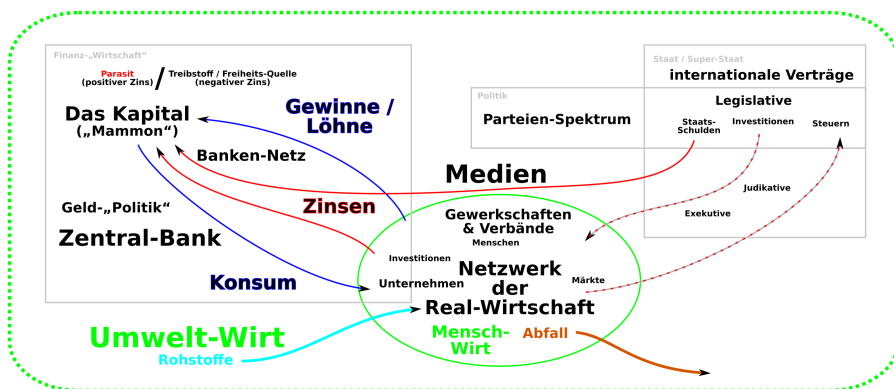 Finanz-„Wirtschaft“
Parasit
(positiver Zins)
/
Treibstoff / Freiheits-Quelle
(negativer Zins)
Das Kapital
(„Mammon“)
Gewinne /
Löhne
Banken-Netz
Zinsen
Geld-„Politik“
Zentral-Bank
Konsum
Politik
Parteien-Spektrum
Staat / Super-Staat
internationale Verträge
Legislative
Staats-
Schulden
Investitionen
Steuern
Judikative
Exekutive
Medien
Gewerkschaften
& Verbände
Menschen
Investitionen
Unternehmen
Netzwerk
der
Real-Wirtschaft
Märkte
Mensch-
Wirt
Abfall
Umwelt-Wirt
Rohstoffe